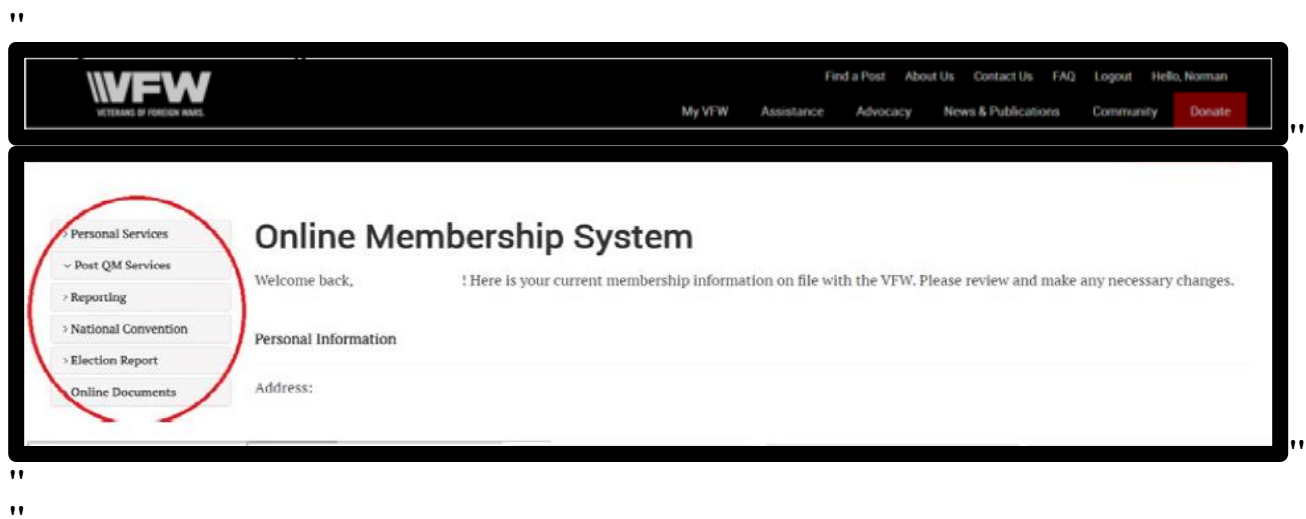 "
VFW
VETERANS OF FOREIGN WARS.
Find a Post About Us Contact Us FAQ Logout Hello, Norman
My VFW Assistance Advocacy News & Publications Community Donate
"
> Personal Services
Post QM Services
> Reporting
> National Convention
> Election Report
Online Documents
Online Membership System
Welcome back, ! Here is your current membership information on file with the VFW. Please review and make any necessary changes.
Personal Information
Address:
"
"
"